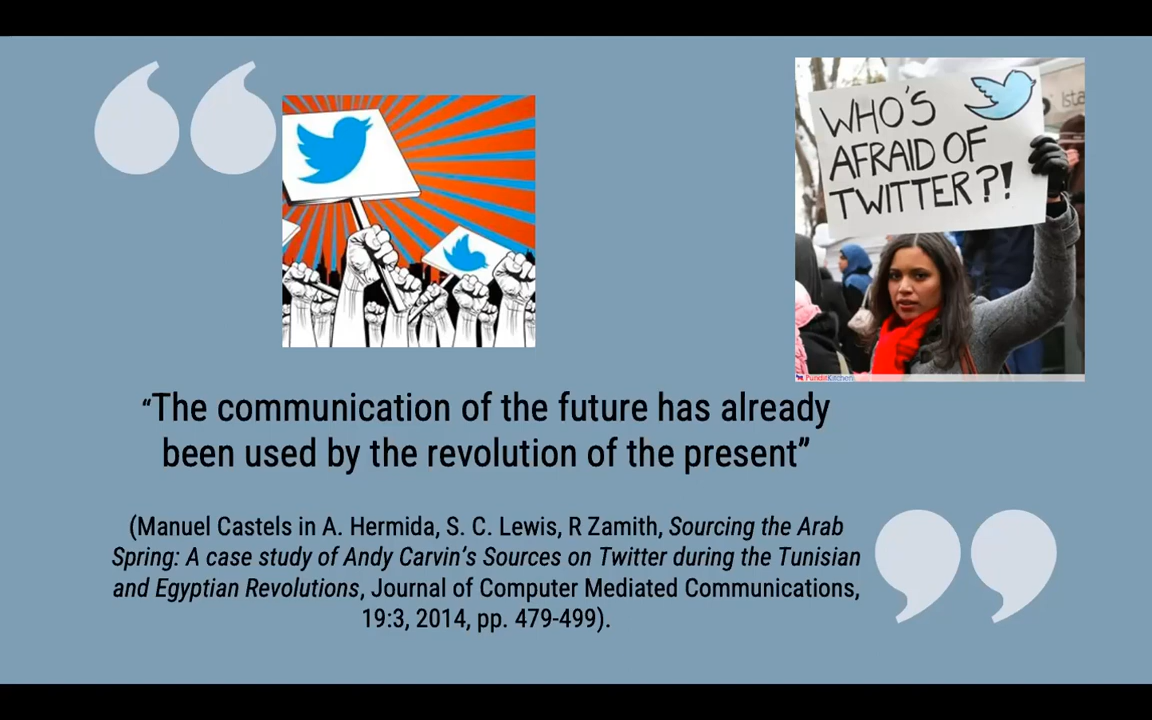 WHO'S
AFRAID OF
TWITTER?!
Ista
PunditKitchen
“The communication of the future has already
been used by the revolution of the present”
(Manuel Castels in A. Hermida, S. C. Lewis, R Zamith, Sourcing the Arab
Spring: A case study of Andy Carvin’s Sources on Twitter during the Tunisian
and Egyptian Revolutions, Journal of Computer Mediated Communications,
19:3, 2014, pp. 479-499).